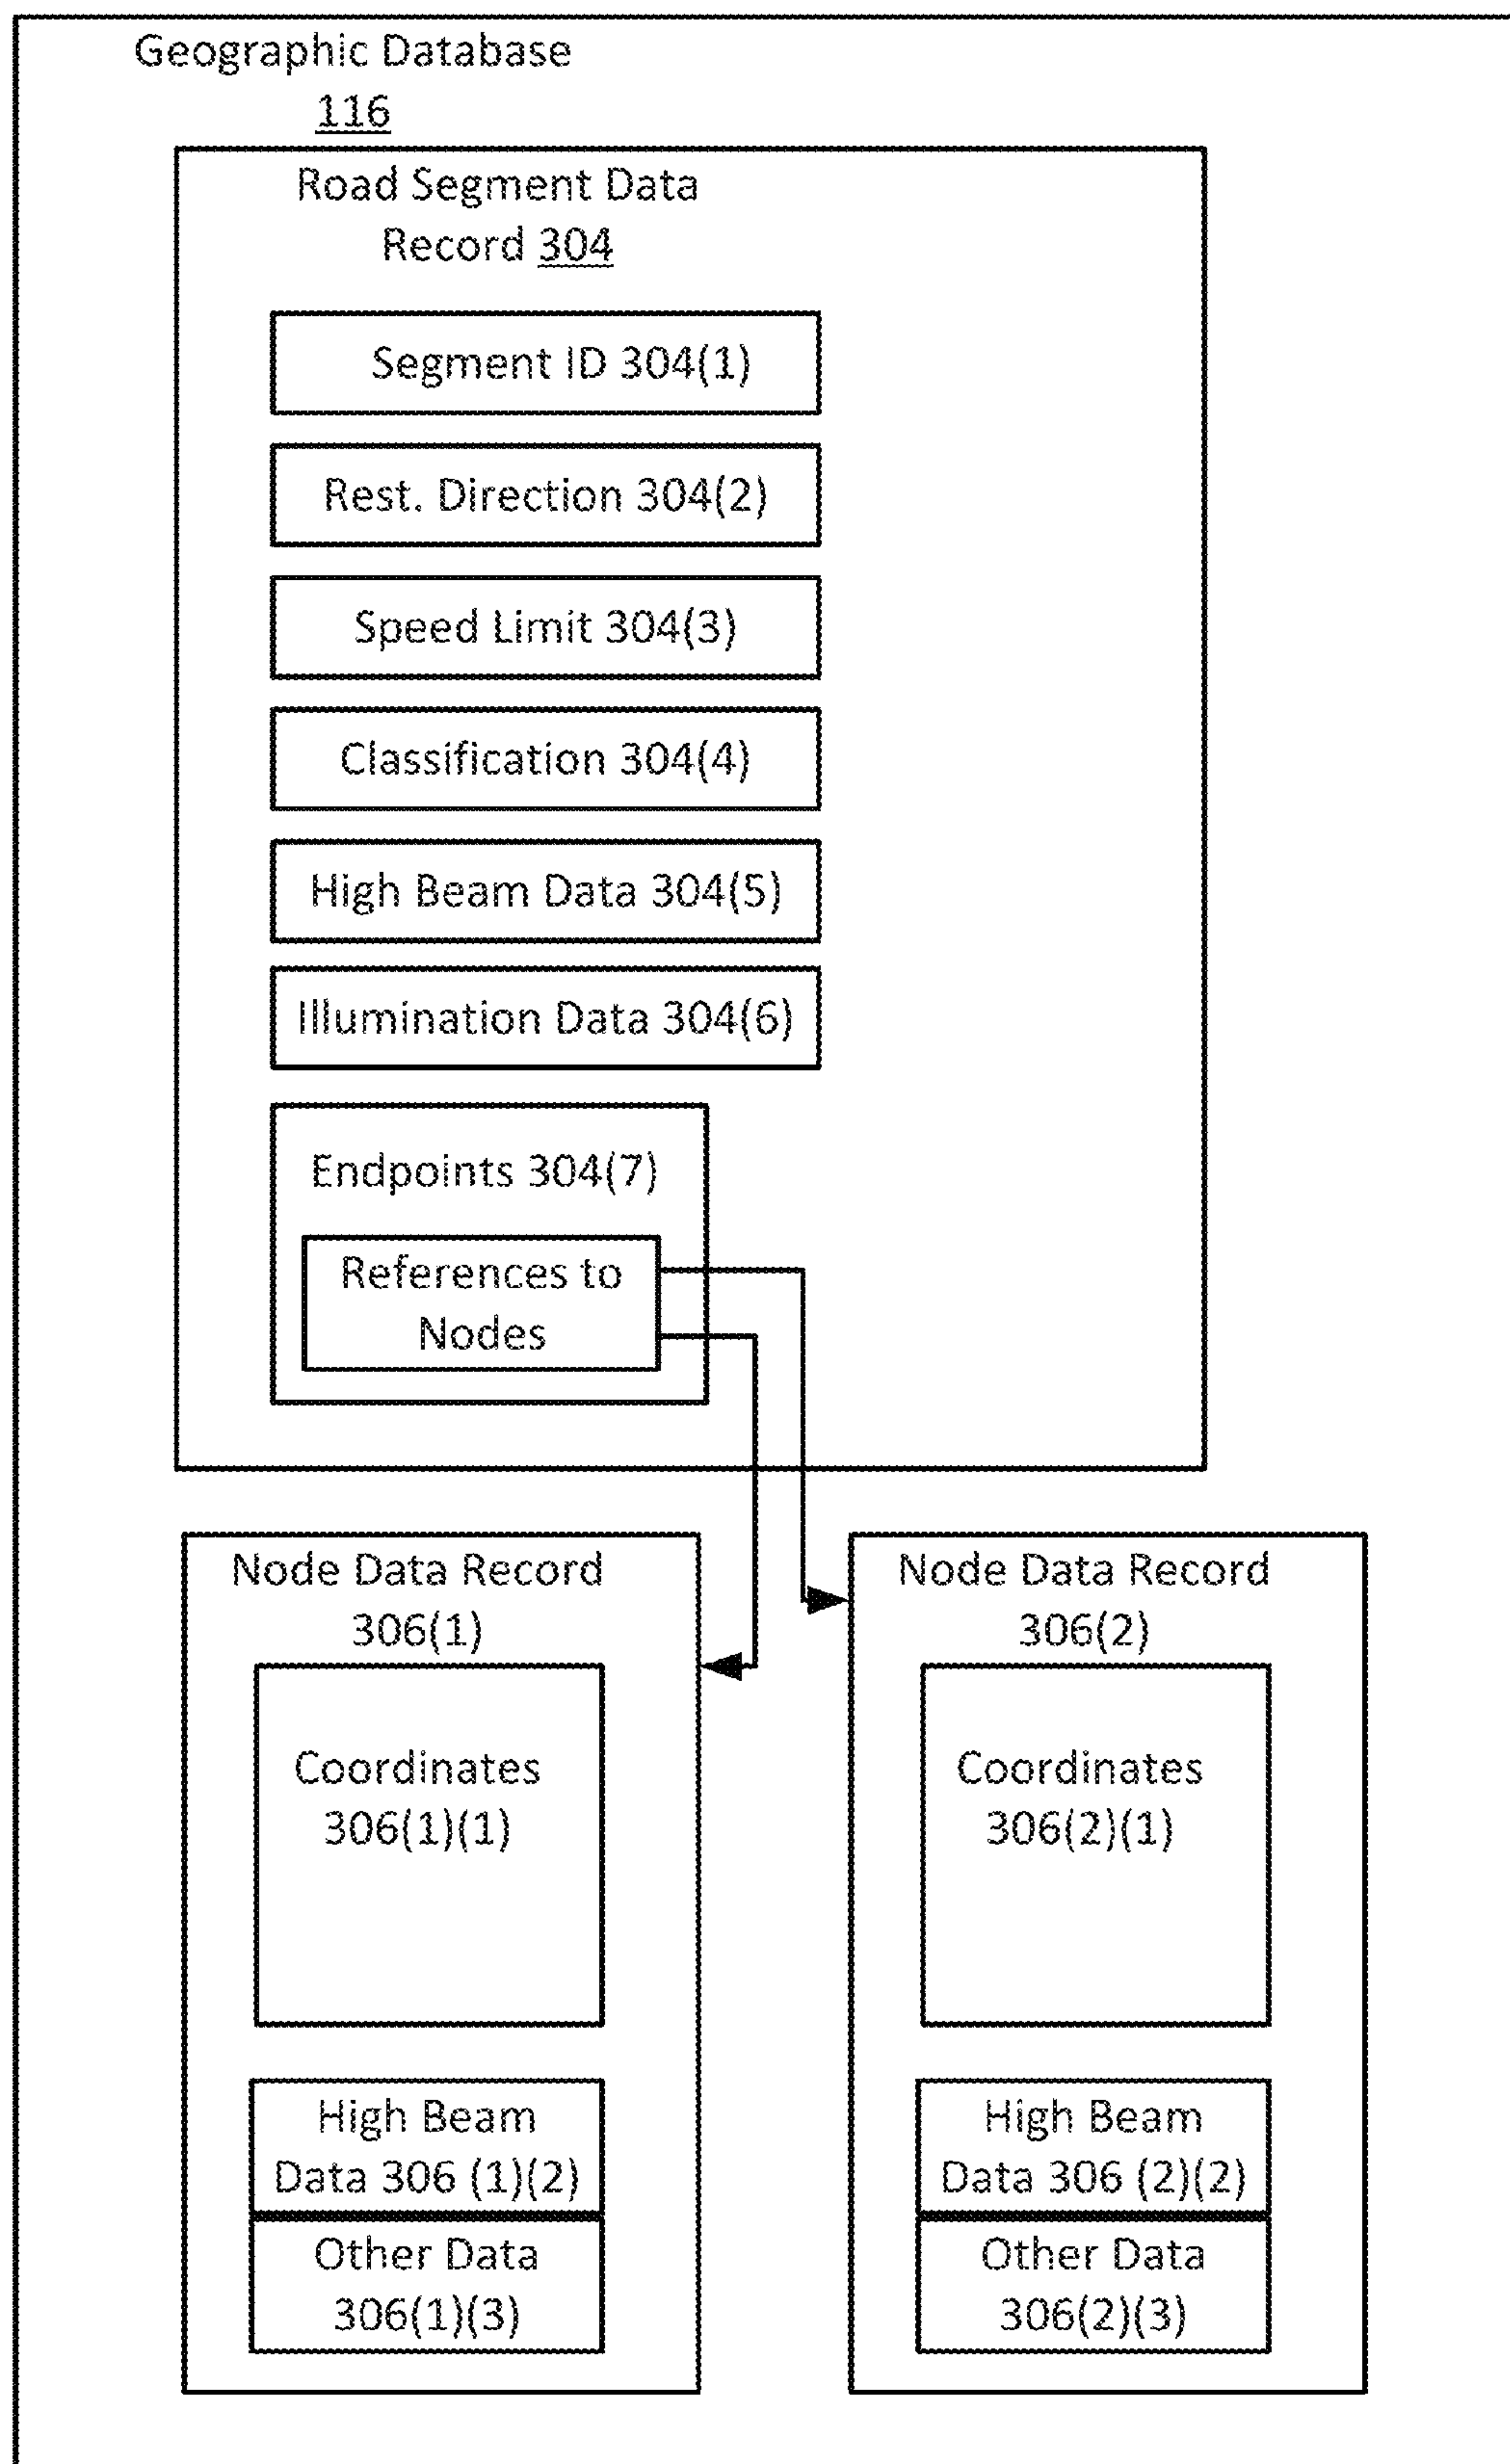 Geographic Database
116
Road Segment Data
Record 304
Segment ID 304(1)
Rest. Direction 304(2)
Speed Limit 304(3)
Classification 304(4)
High Beam Data 304(5)
Illumination Data 304(6)
Endpoints 304(7)
References to
Nodes
Node Data Record
306(1)
Coordinates
306(1)(1)
High Beam
Data 306 (1)(2)
Other Data
306(1)(3)
Node Data Record
306(2)
Coordinates
306(2)(1)
High Beam
Data 306 (2)(2)
Other Data
306(2)(3)